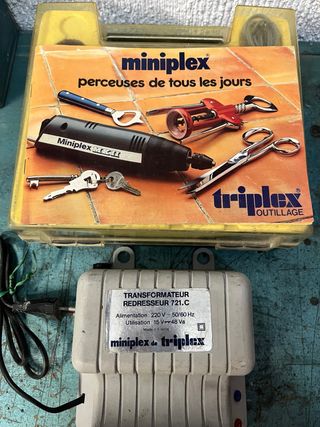 miniplex®
perceuses de tous les jours
Miniplex
triplex®
OUTILLAGE
TRANSFORMATEUR
REDRESSEUR 721.C
Alimentation : 220 V ~ 50/60 Hz
Utilisation : 15 V 48 Va
miniplex de triplex